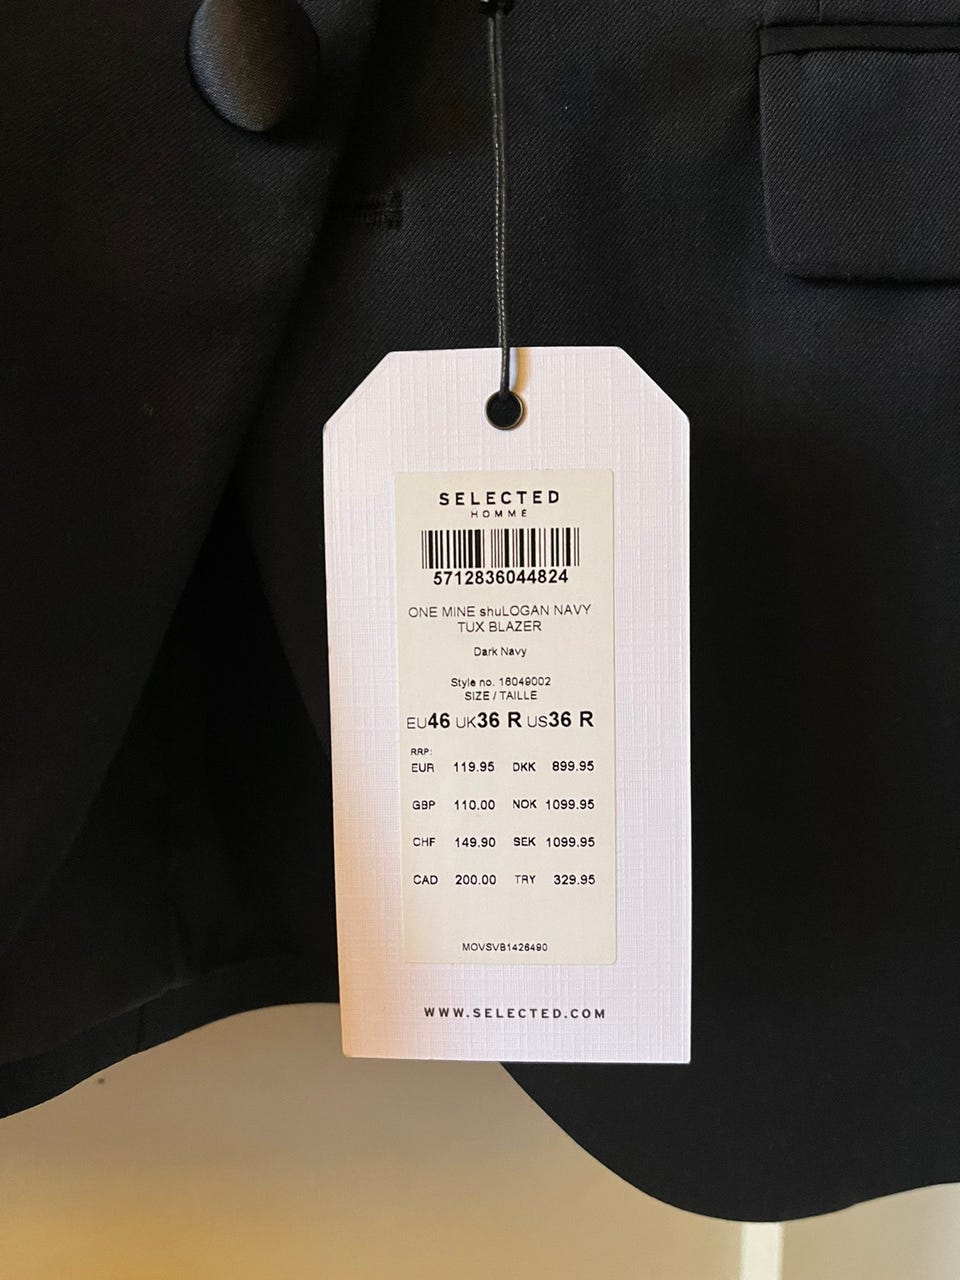 SELECTED
HOMME
5712836044824
ONE MINE shuLOGAN NAVY
TUX BLAZER
Dark Navy
Style no. 16049002
SIZE / TAILLE
EU46 UK36 R US36 R
RRP:
EUR 119.95 DKK 899.95
GBP 110.00 NOK 1099.95
CHF 149.90 SEK 1099.95
CAD 200.00 TRY 329.95
MOVSVB1426490
WWW.SELECTED.COM